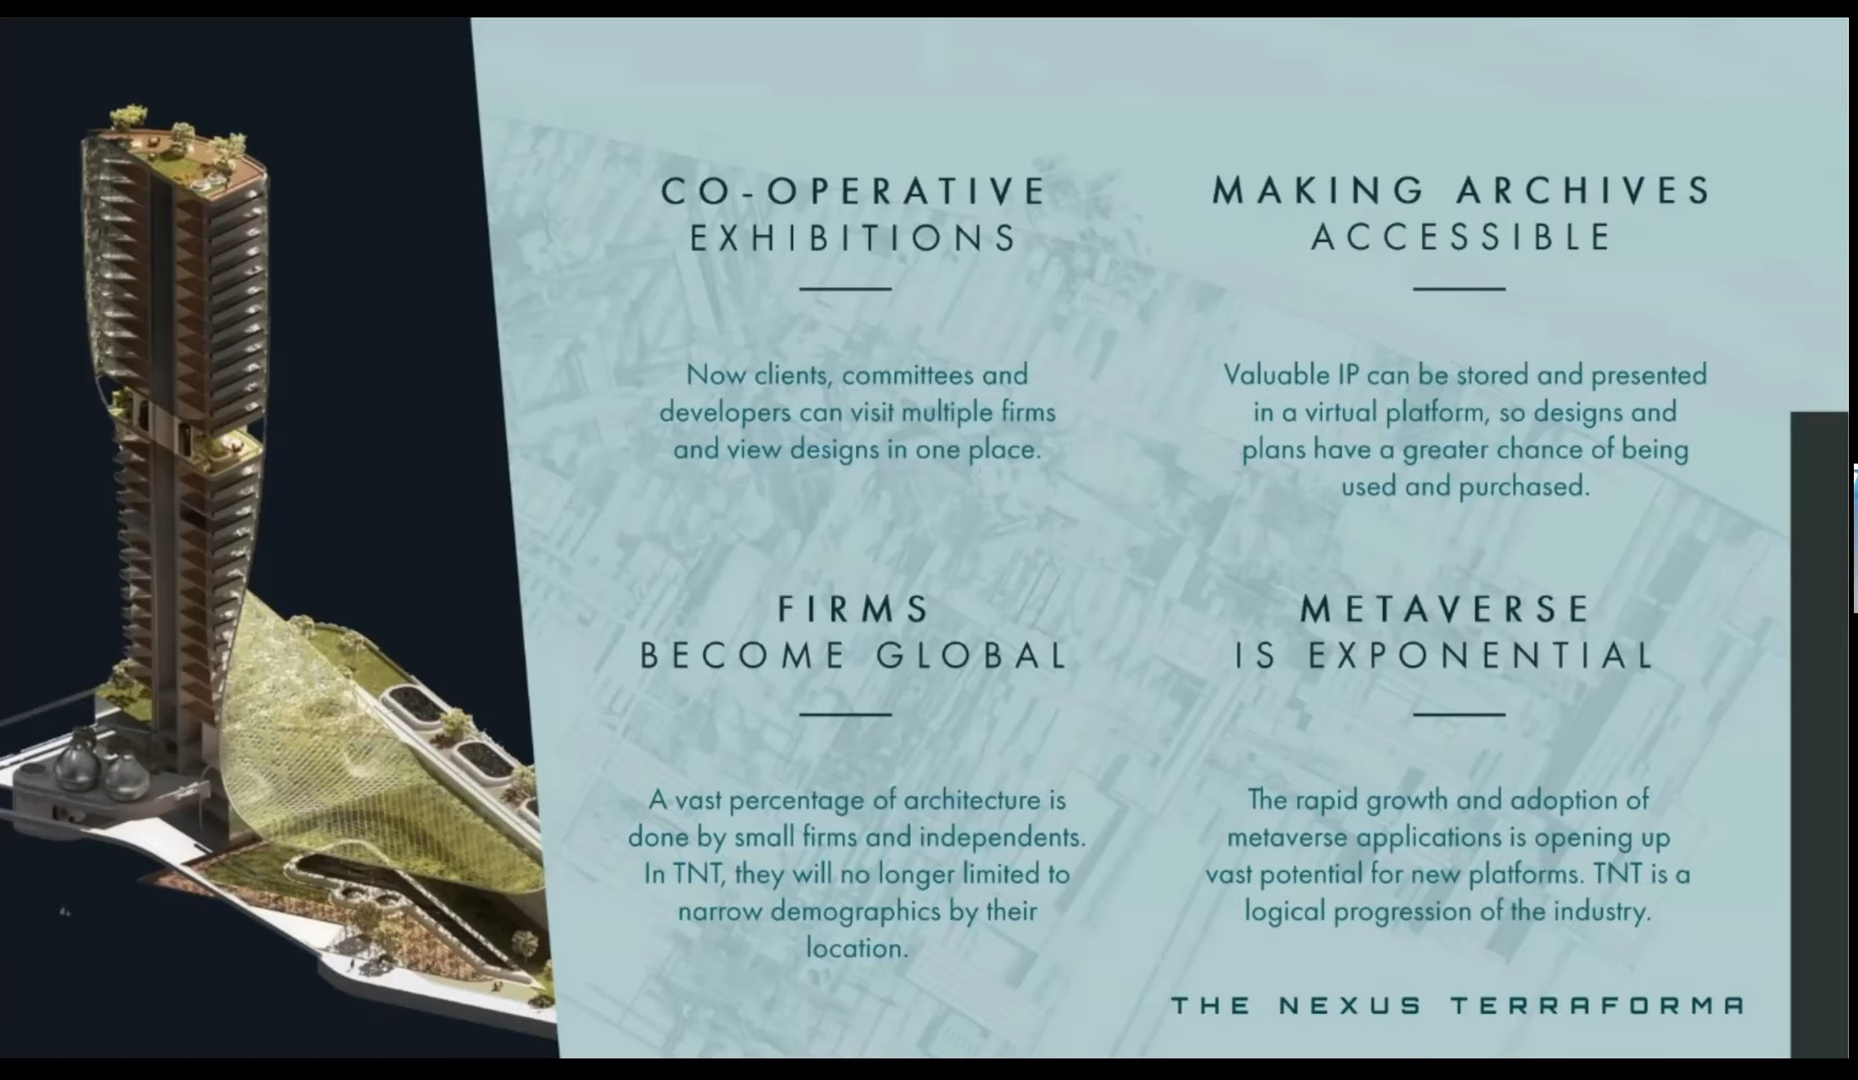 CO-OPERATIVE
EXHIBITIONS
Now clients, committees and
developers can visit multiple firms
and view designs in one place.
MAKING ARCHIVES
ACCESSIBLE
Valuable IP can be stored and presented
in a virtual platform, so designs and
plans have a greater chance of being
used and purchased.
FIRMS
BECOME GLOBAL
A vast percentage of architecture is
done by small firms and independents.
In TNT, they will no longer limited to
narrow demographics by their
location.
METAVERSE
IS EXPONENTIAL
The rapid growth and adoption of
metaverse applications is opening up
vast potential for new platforms. TNT is a
logical progression of the industry.
THE NEXUS TERRAFORMA